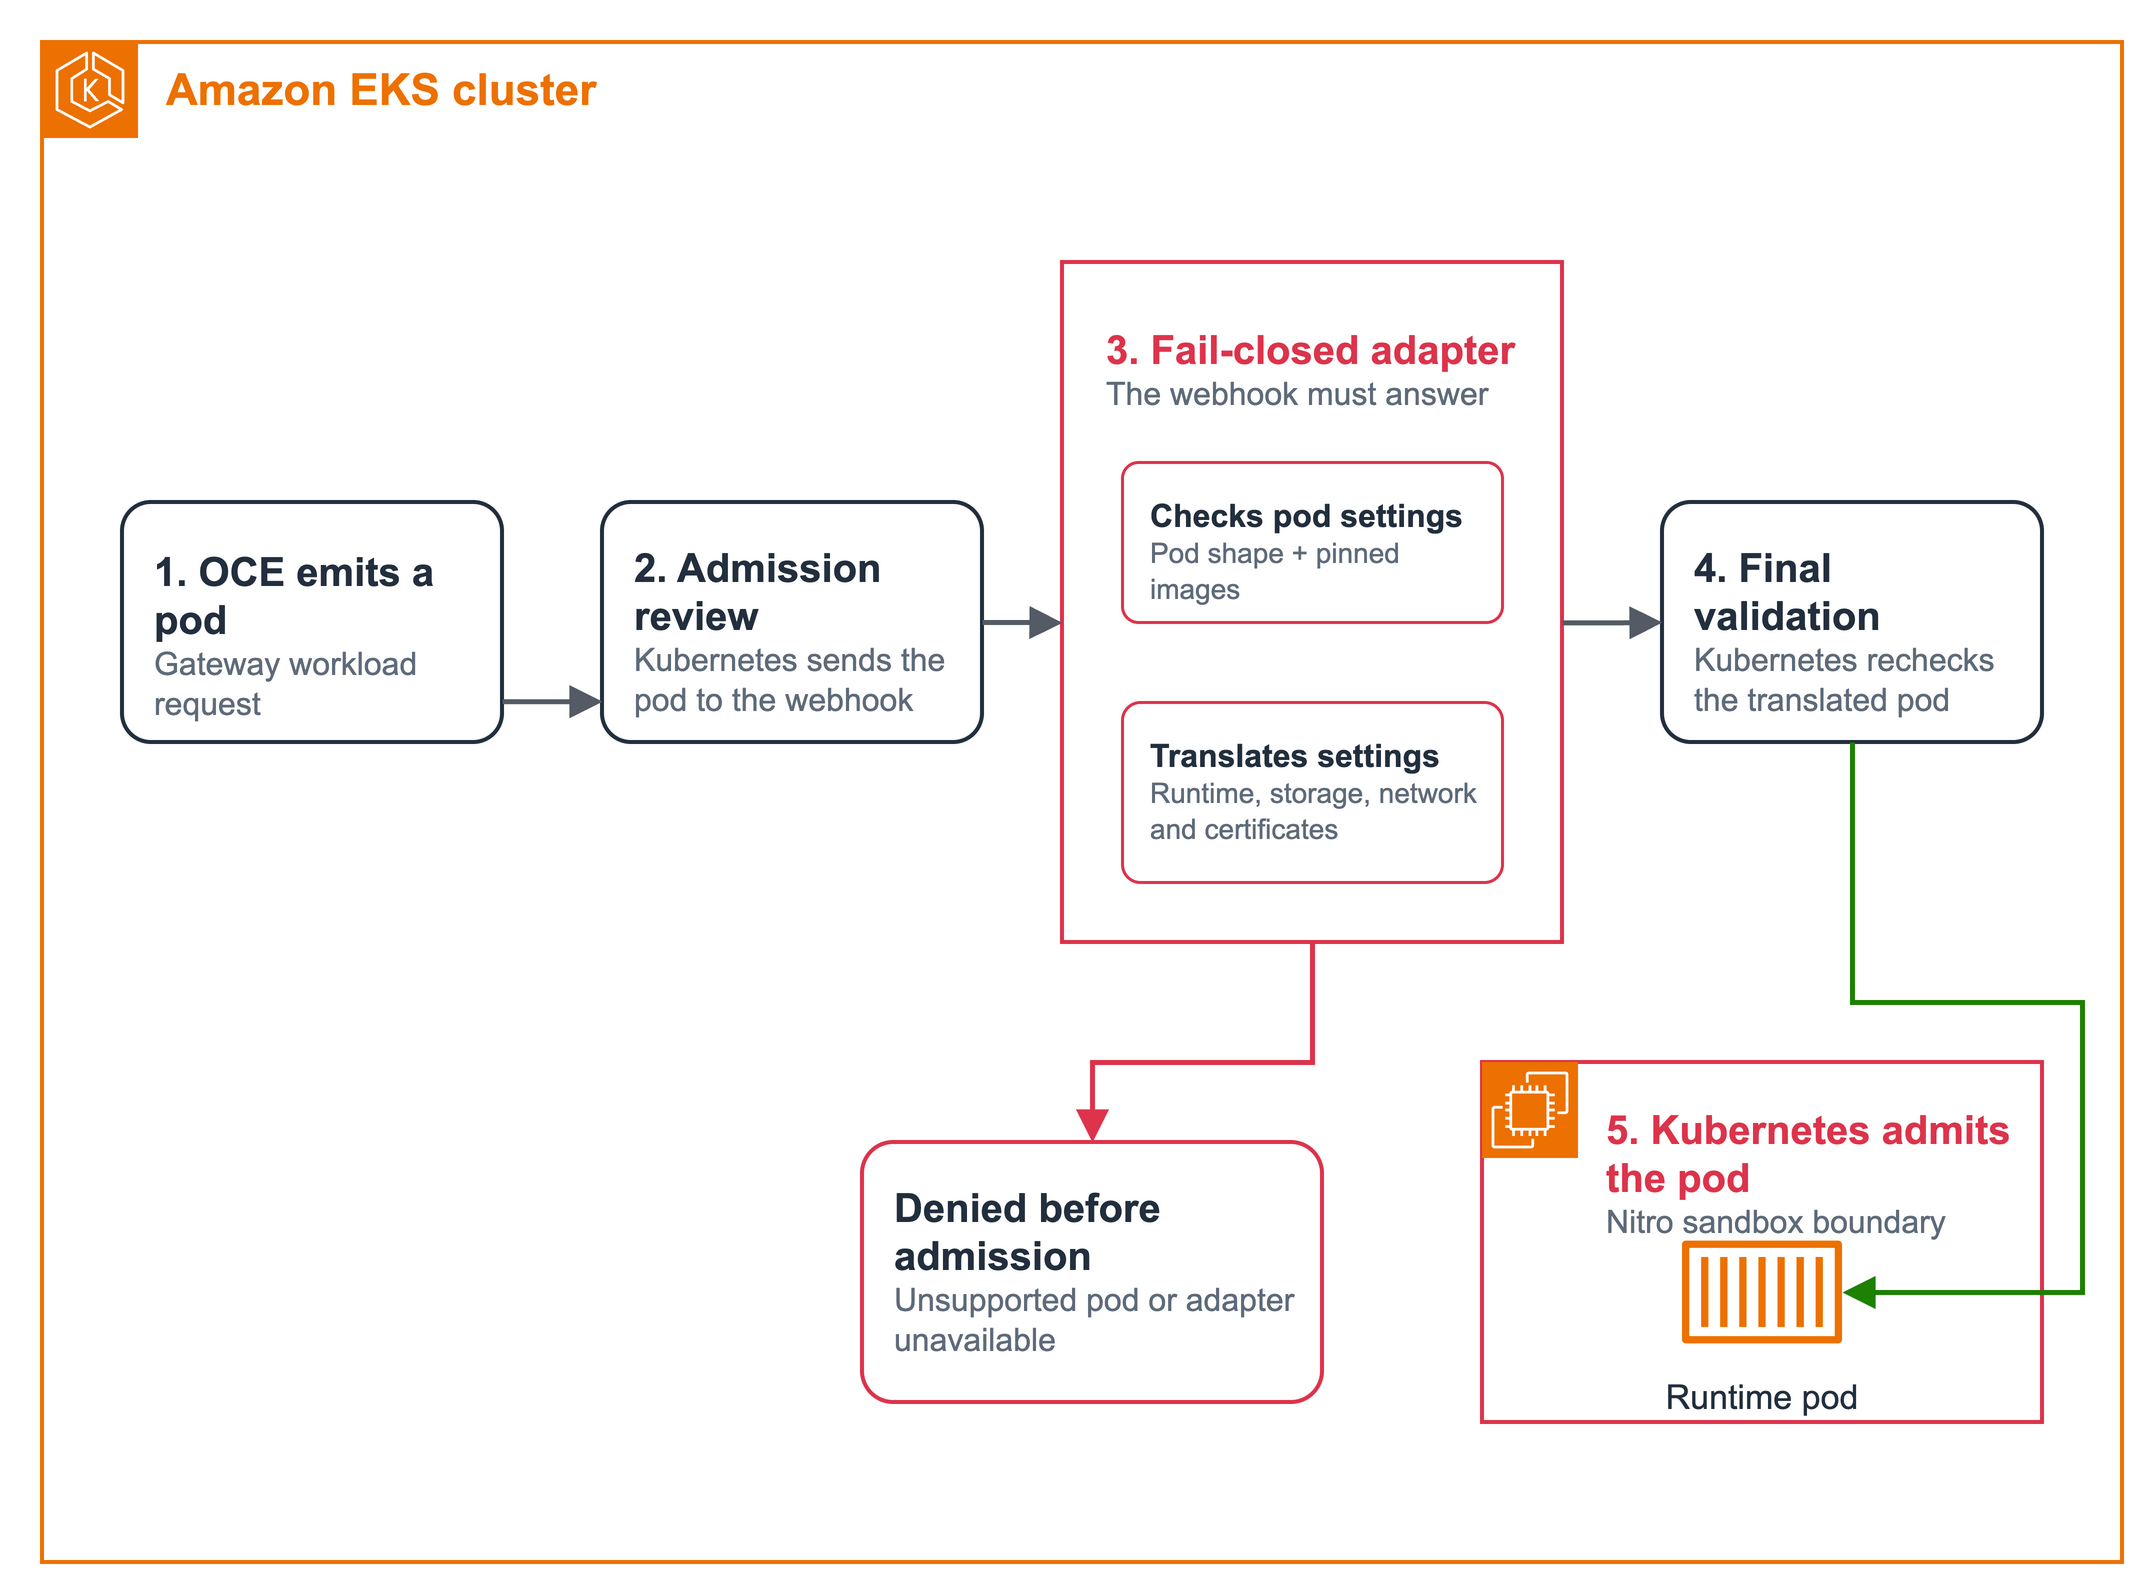 Amazon EKS cluster
1. OCE emits a
pod
Gateway workload
request
2. Admission
review
Kubernetes sends the
pod to the webhook
3. Fail-closed adapter
The webhook must answer
Checks pod settings
Pod shape + pinned
images
Translates settings
Runtime, storage, network
and certificates
4. Final
validation
Kubernetes rechecks
the translated pod
Denied before
admission
Unsupported pod or adapter
unavailable
5. Kubernetes admits
the pod
Nitro sandbox boundary
Runtime pod
K